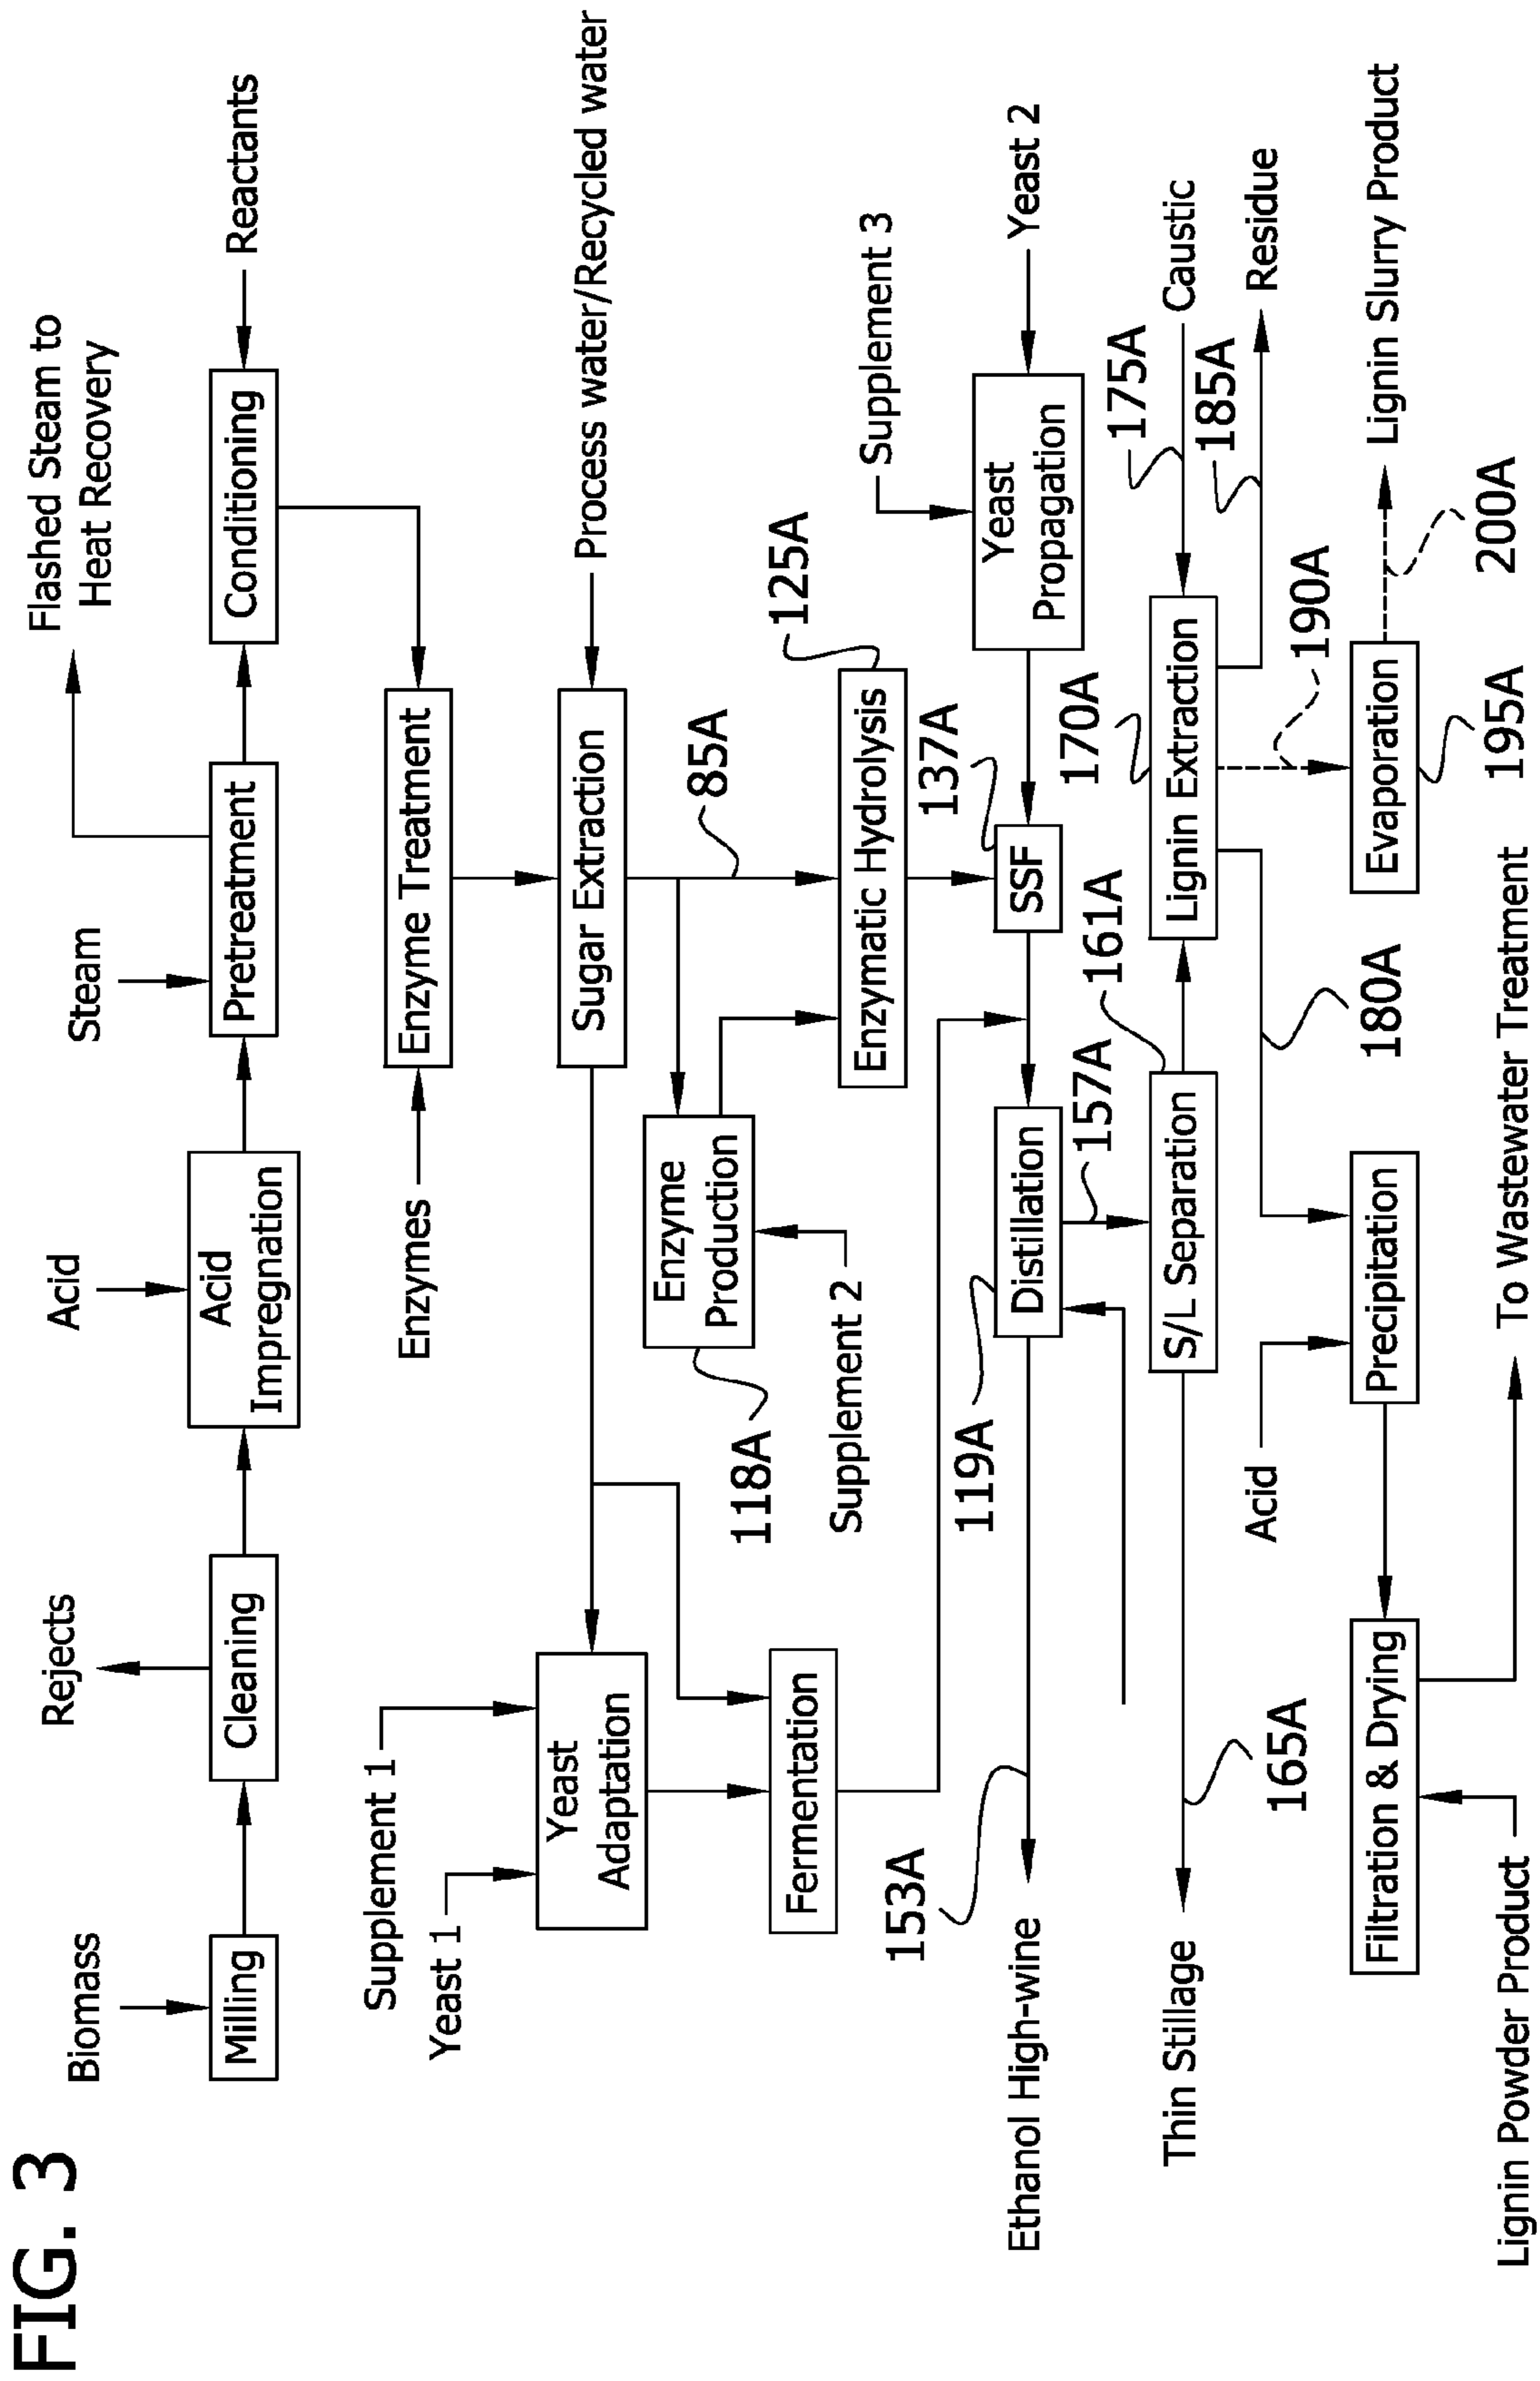 FIG. 3
Biomass
Rejects
Acid
Steam
Flashed Steam to
Heat Recovery
Milling
Cleaning
Acid
Impregnation
Pretreatment
Conditioning
Reactants
Supplement 1
Yeast 1
Enzymes
Enzyme Treatment
Yeast
Adaptation
Sugar Extraction
Process water/Recycled water
Enzyme
Production
85A
118A
Fermentation
Supplement 2
125A
Enzymatic Hydrolysis
Supplement 3
153A
119A
137A
Yeast
Propagation
Ethanol High-wine
Distillation
SSF
Yeast 2
157A
161A
170A
175A
Thin Stillage
S/L Separation
Lignin Extraction
Caustic
185A
165A
Acid
Residue
180A
190A
Filtration & Drying
Precipitation
Evaporation
Lignin Slurry Product
195A
200A
Lignin Powder Product
To Wastewater Treatment